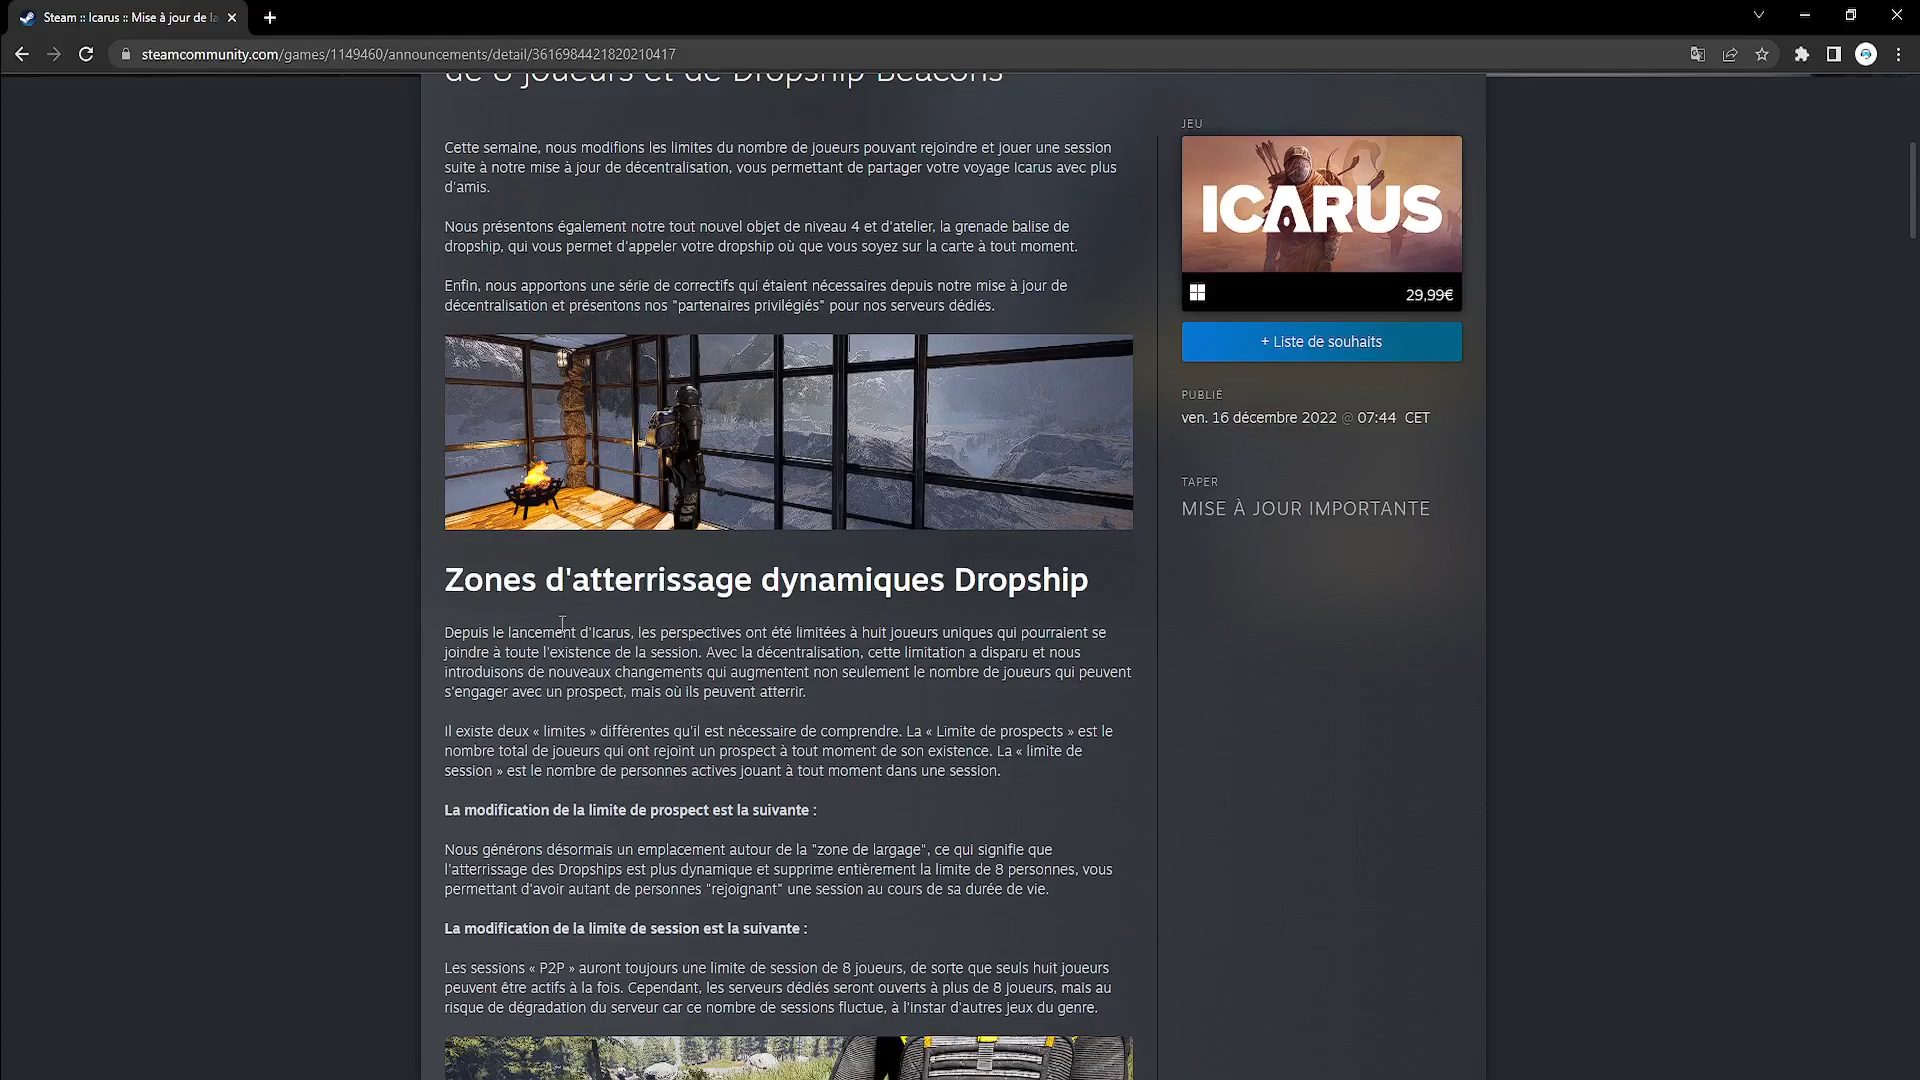 Steam :: Icarus :: Mise à jour de la
steamcommunity.com/games/1149460/announcements/detail/3616984421820210417
de 8 joueurs et de Dropship Beacons
Cette semaine, nous modifions les limites du nombre de joueurs pouvant rejoindre et jouer une session
suite à notre mise à jour de décentralisation, vous permettant de partager votre voyage Icarus avec plus
d'amis.
Nous présentons également notre tout nouvel objet de niveau 4 et d'atelier, la grenade balise de
dropship, qui vous permet d'appeler votre dropship où que vous soyez sur la carte à tout moment.
Enfin, nous apportons une série de correctifs qui étaient nécessaires depuis notre mise à jour de
décentralisation et présentons nos "partenaires privilégiés" pour nos serveurs dédiés.
Zones d'atterrissage dynamiques Dropship
Depuis le lancement d'Icarus, les perspectives ont été limitées à huit joueurs uniques qui pourraient se
joindre à toute l'existence de la session. Avec la décentralisation, cette limitation a disparu et nous
introduisons de nouveaux changements qui augmentent non seulement le nombre de joueurs qui peuvent
s'engager avec un prospect, mais où ils peuvent atterrir.
Il existe deux « limites » différentes qu'il est nécessaire de comprendre. La « Limite de prospects » est le
nombre total de joueurs qui ont rejoint un prospect à tout moment de son existence. La « limite de
session » est le nombre de personnes actives jouant à tout moment dans une session.
La modification de la limite de prospect est la suivante :
Nous générons désormais un emplacement autour de la "zone de largage", ce qui signifie que
l'atterrissage des Dropships est plus dynamique et supprime entièrement la limite de 8 personnes, vous
permettant d'avoir autant de personnes "rejoignant" une session au cours de sa durée de vie.
La modification de la limite de session est la suivante :
Les sessions « P2P » auront toujours une limite de session de 8 joueurs, de sorte que seuls huit joueurs
peuvent être actifs à la fois. Cependant, les serveurs dédiés seront ouverts à plus de 8 joueurs, mais au
risque de dégradation du serveur car ce nombre de sessions fluctue, à l'instar d'autres jeux du genre.
JEU
ICARUS
29,99€
+ Liste de souhaits
PUBLIÉ
ven. 16 décembre 2022 @ 07:44 CET
TAPER
MISE À JOUR IMPORTANTE